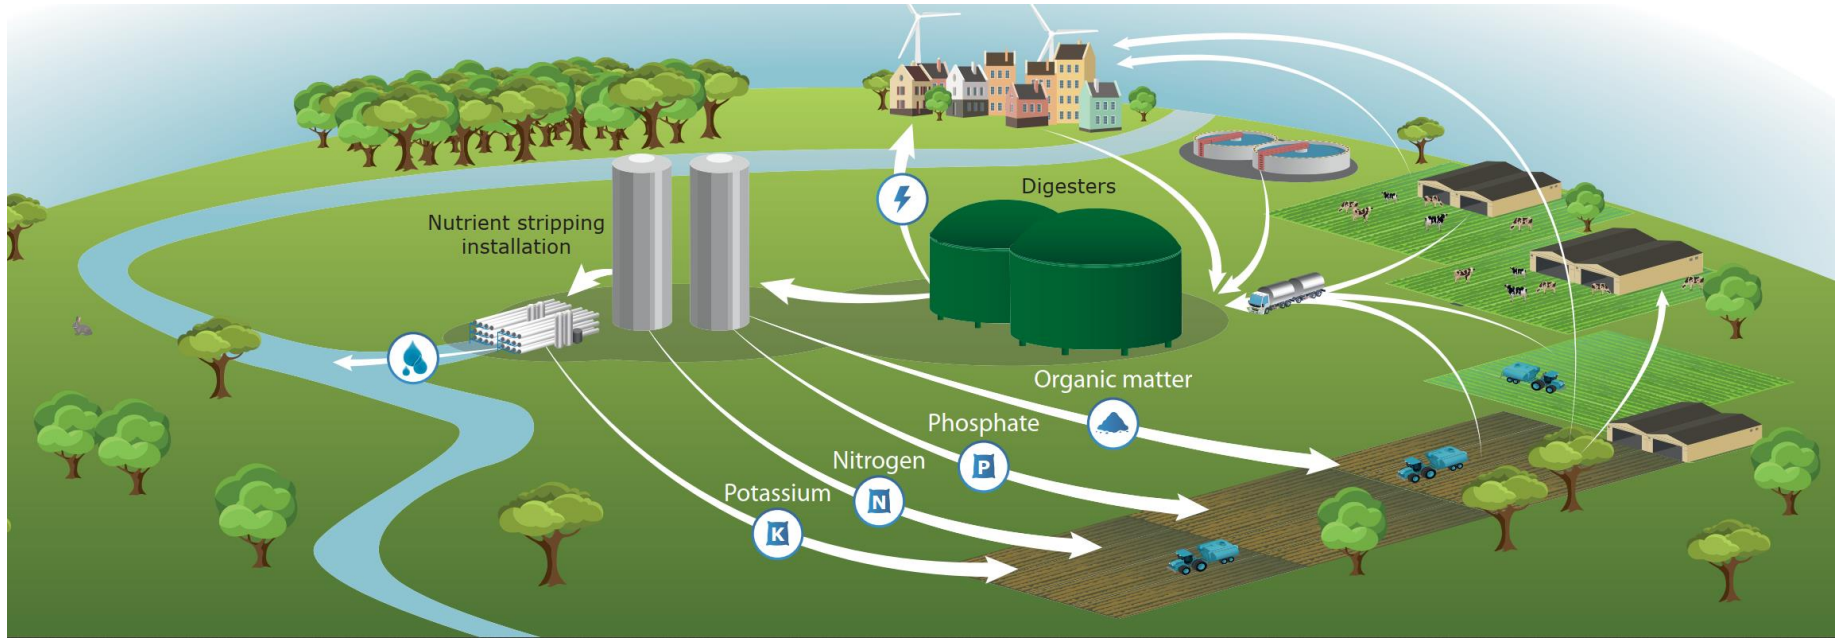 Digesters
Nutrient stripping
installation
Organic matter
Phosphate
P
Nitrogen
N
Potassium
K